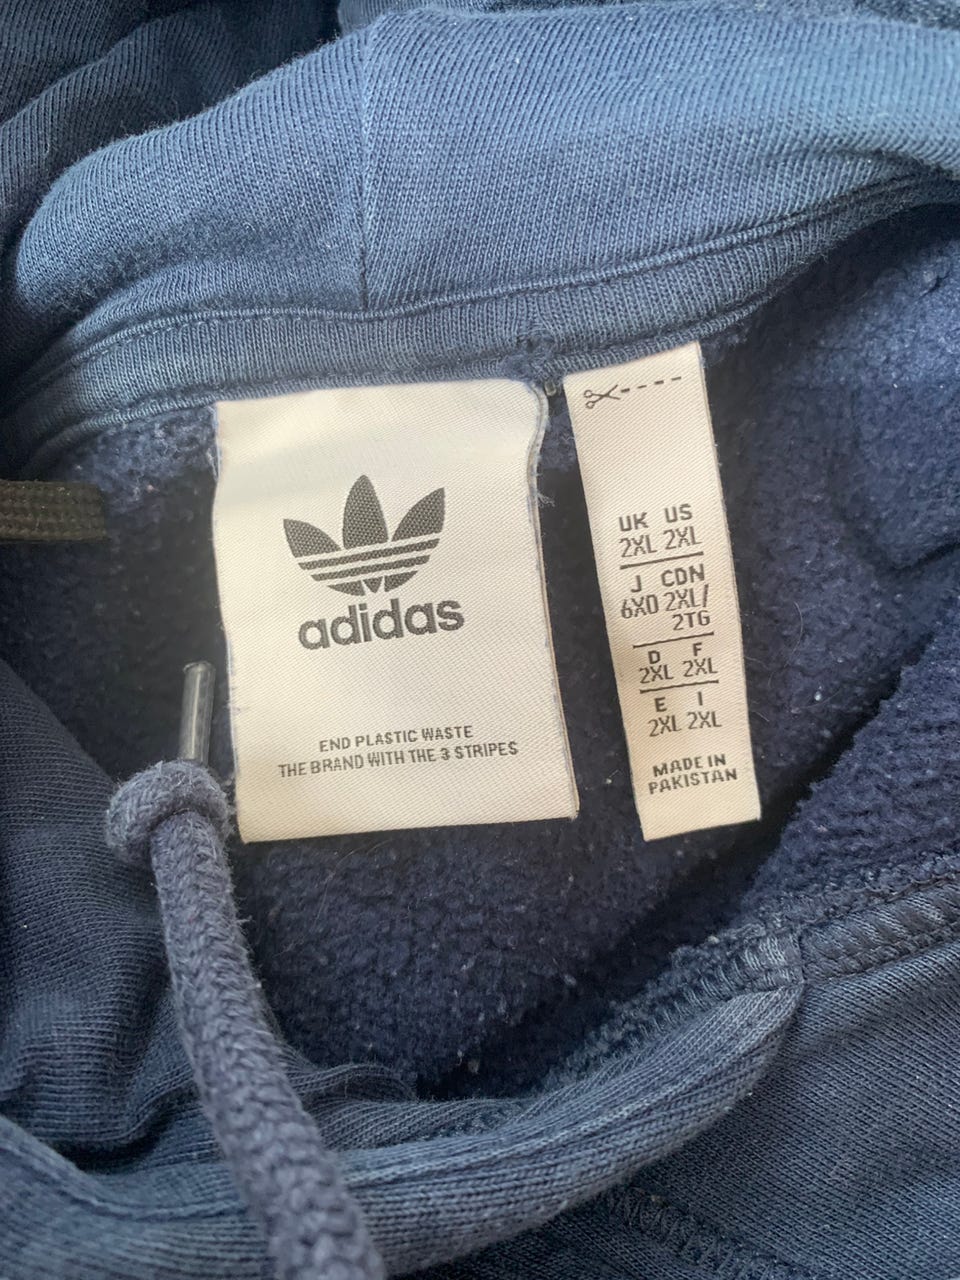 adidas
END PLASTIC WASTE
THE BRAND WITH THE 3 STRIPES
UK US
2XL 2XL
J CDN
6XO 2XL/
2TG
D F
2XL 2XL
E I
2XL 2XL
MADE IN
PAKISTAN